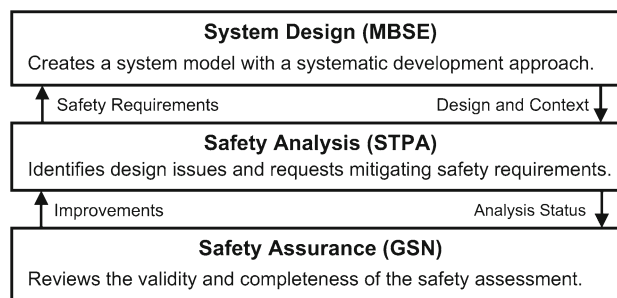 System Design (MBSE)
Creates a system model with a systematic development approach.
Safety Requirements
Design and Context
Safety Analysis (STPA)
Identifies design issues and requests mitigating safety requirements.
Improvements
Analysis Status
Safety Assurance (GSN)
Reviews the validity and completeness of the safety assessment.